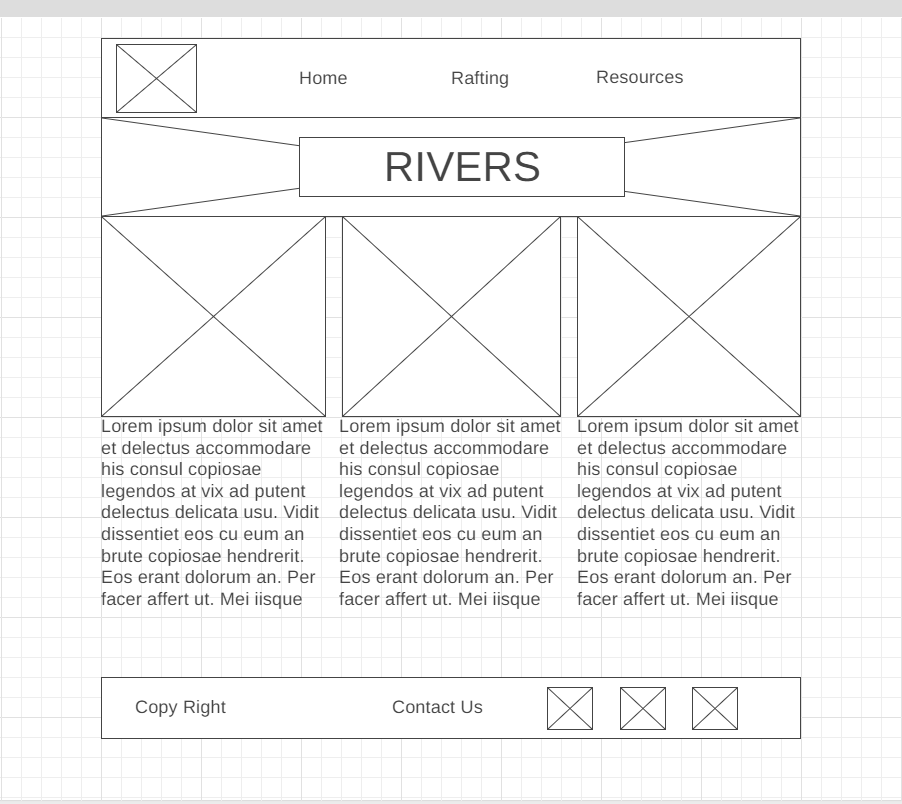 Home Rafting Resources
RIVERS
Lorem ipsum dolor sit amet
et delectus accommodare
his consul copiosae
legendos at vix ad putent
delectus delicata usu. Vidit
dissentiet eos cu eum an
brute copiosae hendrerit.
Eos erant dolorum an. Per
facer affert ut. Mei iisque
Lorem ipsum dolor sit amet
et delectus accommodare
his consul copiosae
legendos at vix ad putent
delectus delicata usu. Vidit
dissentiet eos cu eum an
brute copiosae hendrerit.
Eos erant dolorum an. Per
facer affert ut. Mei iisque
Lorem ipsum dolor sit amet
et delectus accommodare
his consul copiosae
legendos at vix ad putent
delectus delicata usu. Vidit
dissentiet eos cu eum an
brute copiosae hendrerit.
Eos erant dolorum an. Per
facer affert ut. Mei iisque
Copy Right Contact Us